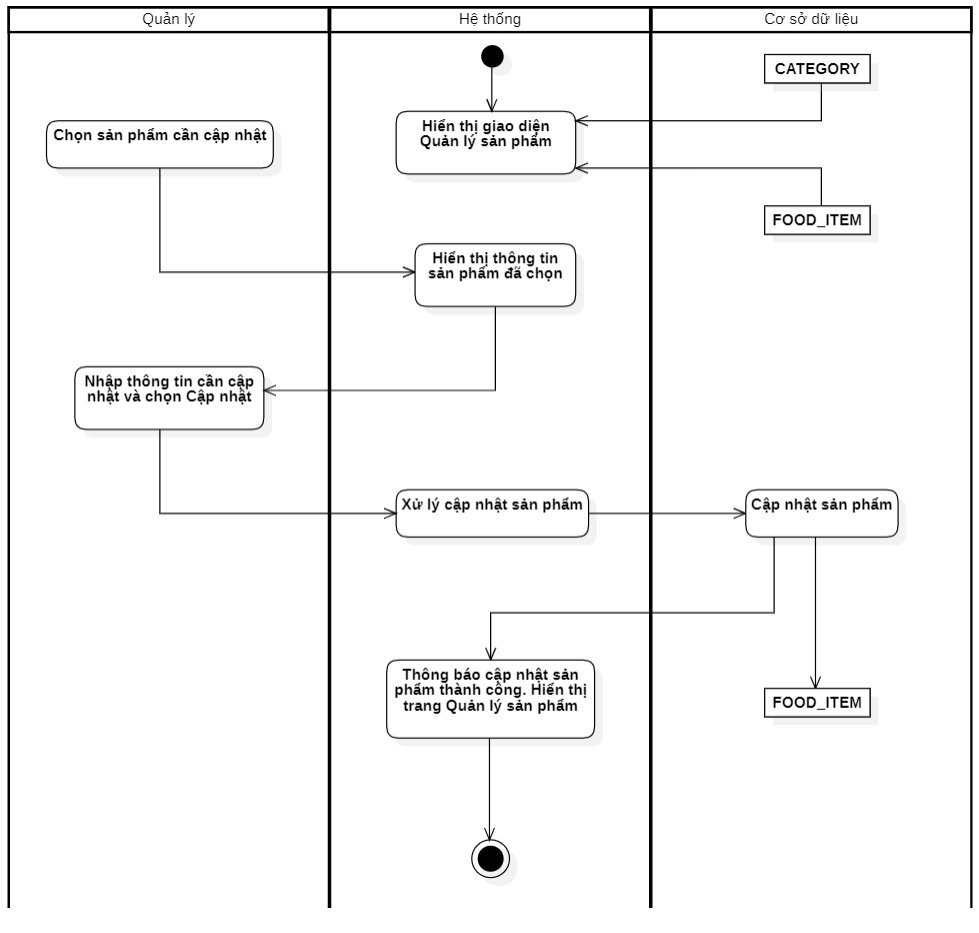 Quản lý
Hệ thống
Cơ sở dữ liệu
CATEGORY
Chọn sản phẩm cần cập nhật
Hiển thị giao diện
Quản lý sản phẩm
FOOD_ITEM
Hiển thị thông tin
sản phẩm đã chọn
Nhập thông tin cần cập
nhật và chọn Cập nhật
Xử lý cập nhật sản phẩm
Cập nhật sản phẩm
Thông báo cập nhật sản
phẩm thành công. Hiển thị
trang Quản lý sản phẩm
FOOD_ITEM